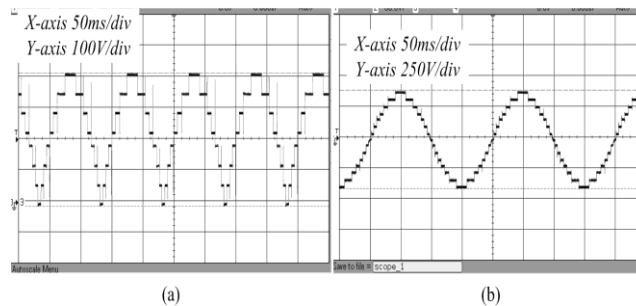 X-axis 50ms/div
Y-axis 100V/div
Autoscale Menu
(a)
X-axis 50ms/div
Y-axis 250V/div
Save to file = scope_1
(b)